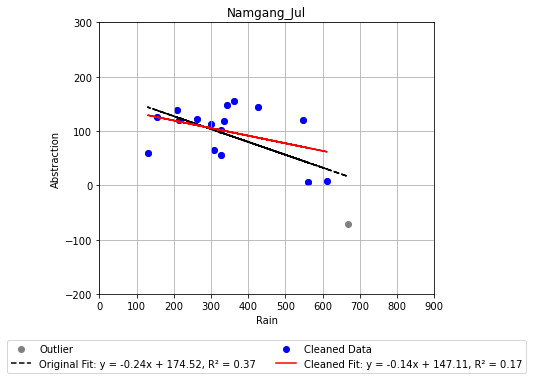 Namgang_Jul
300
200
100
0
−100
−200
Abstraction
0 100 200 300 400 500 600 700 800 900
Rain
Outlier Cleaned Data
Original Fit: y = -0.24x + 174.52, R² = 0.37 Cleaned Fit: y = -0.14x + 147.11, R² = 0.17